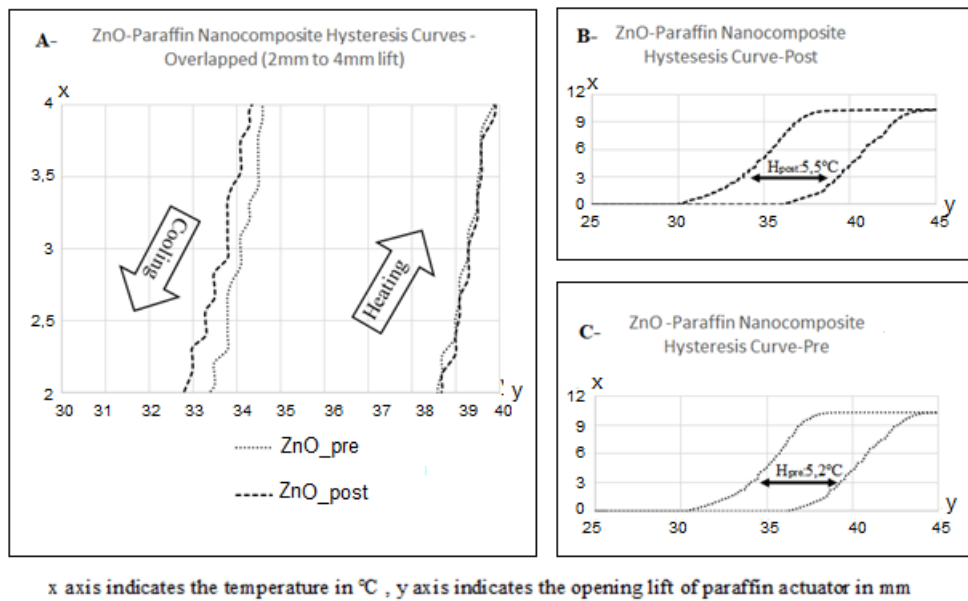 A- ZnO-Paraffin Nanocomposite Hysteresis Curves -
Overlapped (2mm to 4mm lift)
x
4
3,5
3
2,5
2
30 31 32 33 34 35 36 37 38 39 40
y
Cooling
Heating
ZnO_pre
ZnO_post
B- ZnO-Paraffin Nanocomposite
Hystesesis Curve-Post
x
12
9
6
3
0
Hpost:5,5°C
25 30 35 40 45
y
C- ZnO -Paraffin Nanocomposite
Hysteresis Curve-Pre
x
12
9
6
3
0
Hpre:5,2°C
25 30 35 40 45
y
x axis indicates the temperature in °C , y axis indicates the opening lift of paraffin actuator in mm